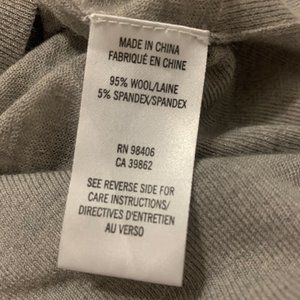 MADE IN CHINA
FABRIQUÉ EN CHINE
95% WOOL/LAINE
5% SPANDEX/SPANDEX
RN 98406
CA 39862
SEE REVERSE SIDE FOR
CARE INSTRUCTIONS/
DIRECTIVES D'ENTRETIEN
AU VERSO